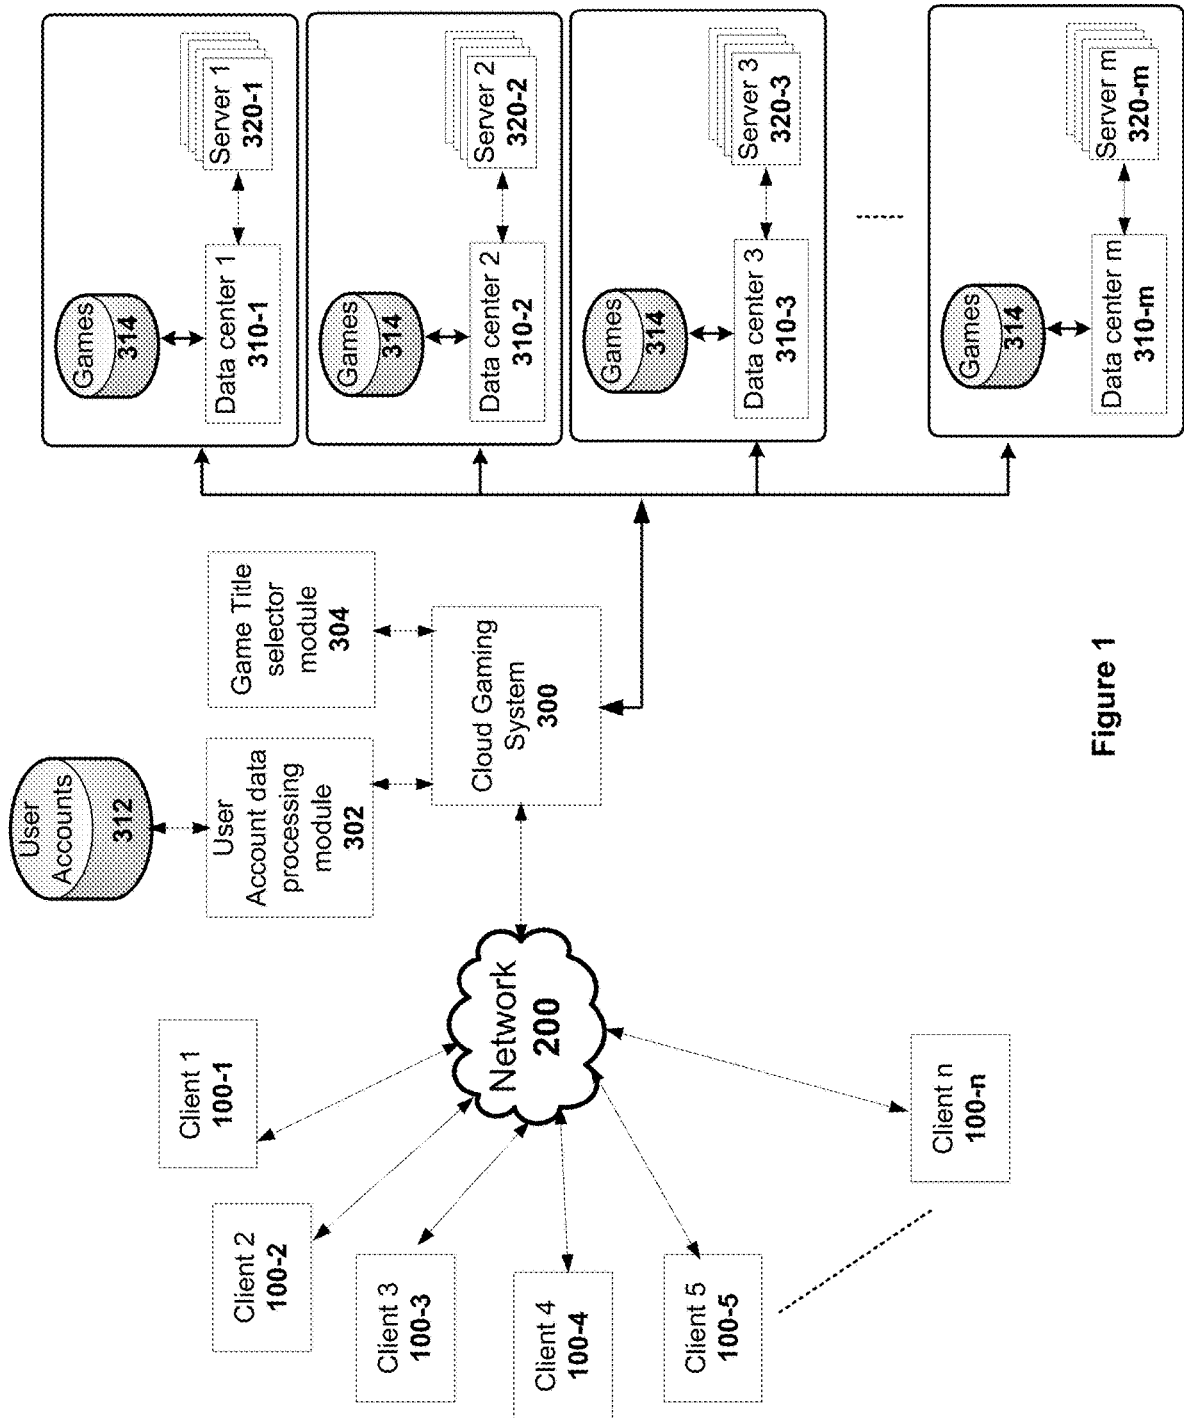 Client 1
100-1
Client 2
100-2
Client 3
100-3
Client 4
100-4
Client 5
100-5
Client n
100-n
Network
200
User
Accounts
312
User
Account data
processing
module
302
Game Title
selector
module
304
Cloud Gaming
System
300
Games
314
Data center 1
310-1
Server 1
320-1
Games
314
Data center 2
310-2
Server 2
320-2
Games
314
Data center 3
310-3
Server 3
320-3
Games
314
Data center m
310-m
Server m
320-m
Figure 1